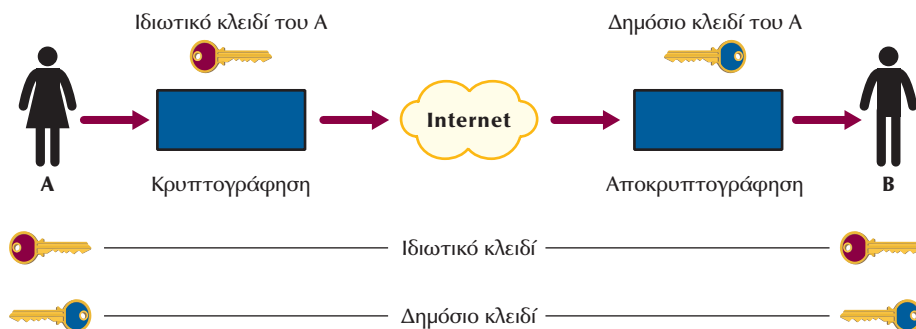 Ιδιωτικό κλειδί του Α
Δημόσιο κλειδί του Α
Internet
Α
Κρυπτογράφηση
Αποκρυπτογράφηση
Β
Ιδιωτικό κλειδί
Δημόσιο κλειδί